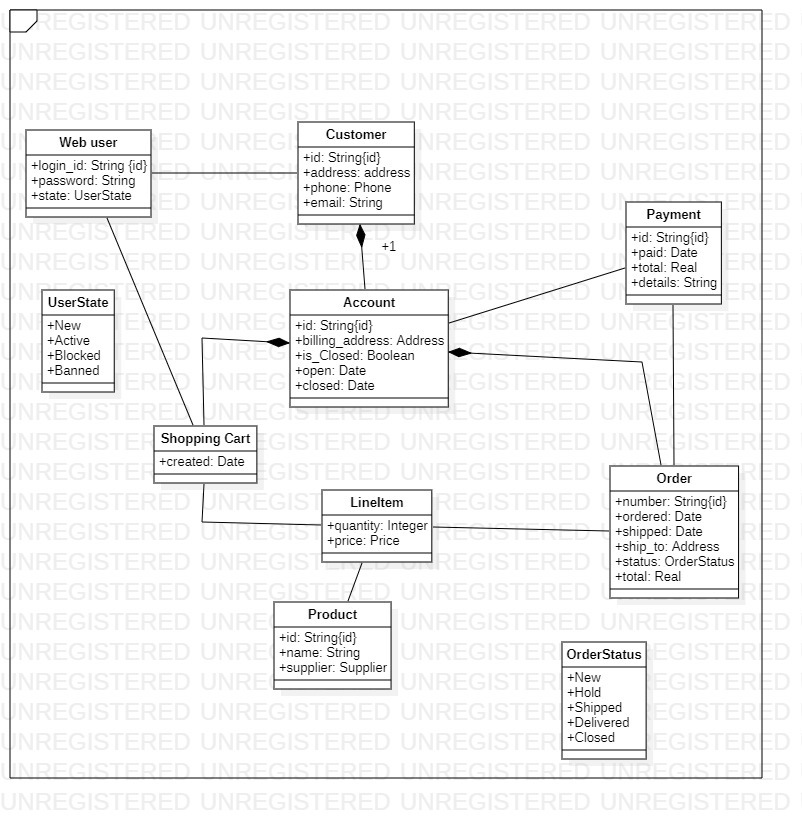 Web user
+login_id: String {id}
+password: String
+state: UserState
Customer
+id: String{id}
+address: address
+phone: Phone
+email: String
+1
Payment
+id: String{id}
+paid: Date
+total: Real
+details: String
UserState
+New
+Active
+Blocked
+Banned
Account
+id: String{id}
+billing_address: Address
+is_Closed: Boolean
+open: Date
+closed: Date
Shopping Cart
+created: Date
LineItem
+quantity: Integer
+price: Price
Order
+number: String{id}
+ordered: Date
+shipped: Date
+ship_to: Address
+status: OrderStatus
+total: Real
Product
+id: String{id}
+name: String
+supplier: Supplier
OrderStatus
+New
+Hold
+Shipped
+Delivered
+Closed
UNREGISTERED UNREGISTERED UNREGISTERED UNREGISTERED